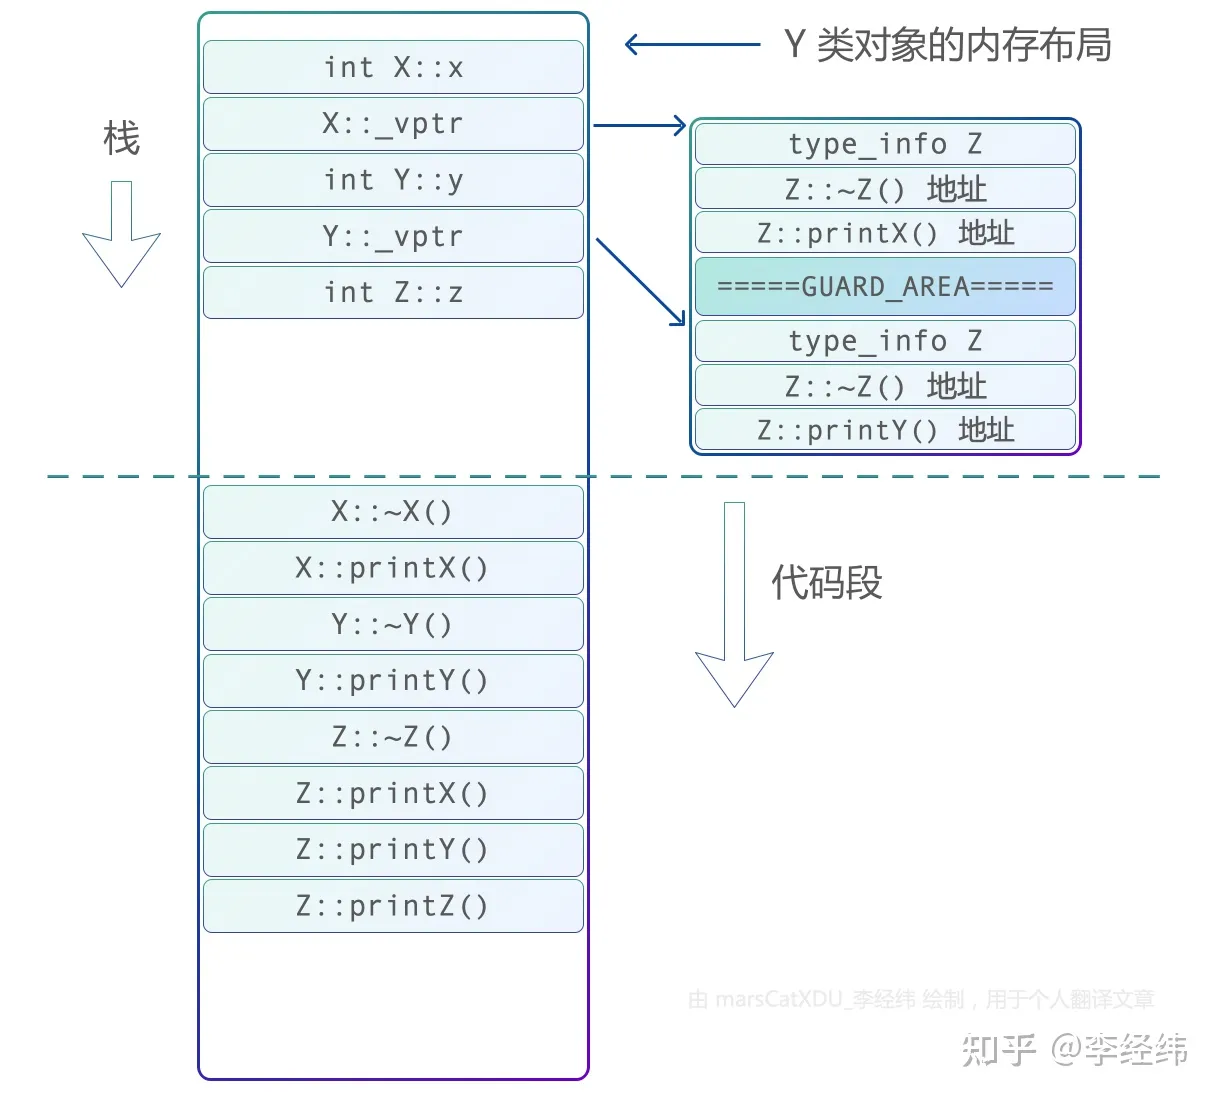 Y 类对象的内存布局
int X::x
X::_vptr
int Y::y
Y::_vptr
int Z::z
栈
type_info Z
Z::~Z() 地址
Z::printX() 地址
=====GUARD_AREA=====
type_info Z
Z::~Z() 地址
Z::printY() 地址
X::~X()
X::printX()
Y::~Y()
Y::printY()
Z::~Z()
Z::printX()
Z::printY()
Z::printZ()
代码段
由 marsCatXDU_李经纬 绘制，用于个人翻译文章
知乎 @李经纬